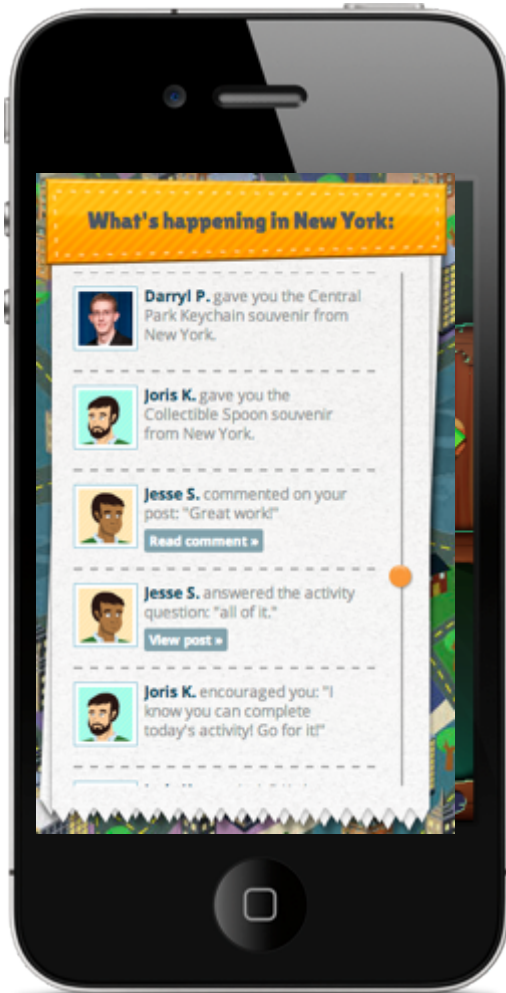 What's happening in New York:
Darryl P. gave you the Central
Park Keychain souvenir from
New York.
Joris K. gave you the
Collectible Spoon souvenir
from New York.
Jesse S. commented on your
post: "Great work!"
Read comment »
Jesse S. answered the activity
question: "all of it."
View post »
Joris K. encouraged you: "I
know you can complete
today's activity! Go for it!"